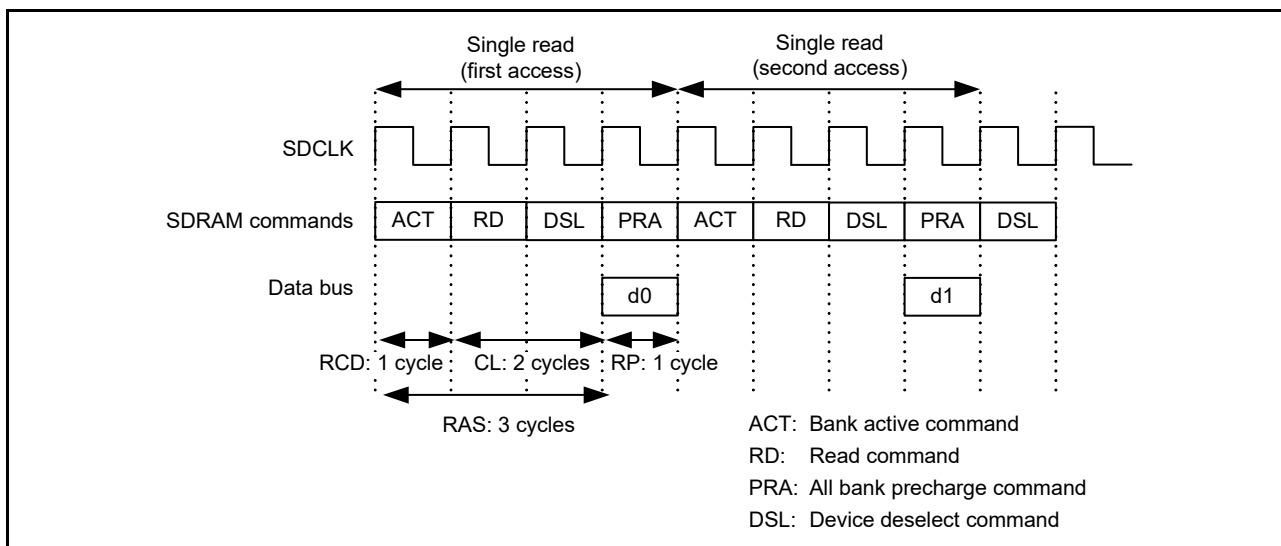 Single read
(first access)
Single read
(second access)
SDCLK
SDRAM commands ACT RD DSL PRA ACT RD DSL PRA DSL
Data bus d0 d1
RCD: 1 cycle CL: 2 cycles RP: 1 cycle
RAS: 3 cycles
ACT: Bank active command
RD: Read command
PRA: All bank precharge command
DSL: Device deselect command